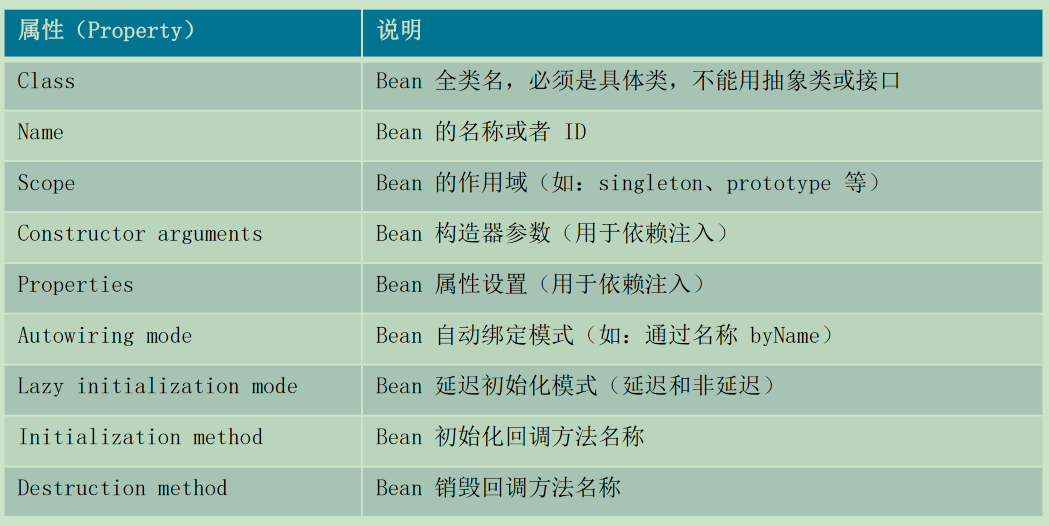 属性（Property） 说明
Class Bean 全类名，必须是具体类，不能用抽象类或接口
Name Bean 的名称或者 ID
Scope Bean 的作用域（如：singleton、prototype 等）
Constructor arguments Bean 构造器参数（用于依赖注入）
Properties Bean 属性设置（用于依赖注入）
Autowiring mode Bean 自动绑定模式（如：通过名称 byName）
Lazy initialization mode Bean 延迟初始化模式（延迟和非延迟）
Initialization method Bean 初始化回调方法名称
Destruction method Bean 销毁回调方法名称